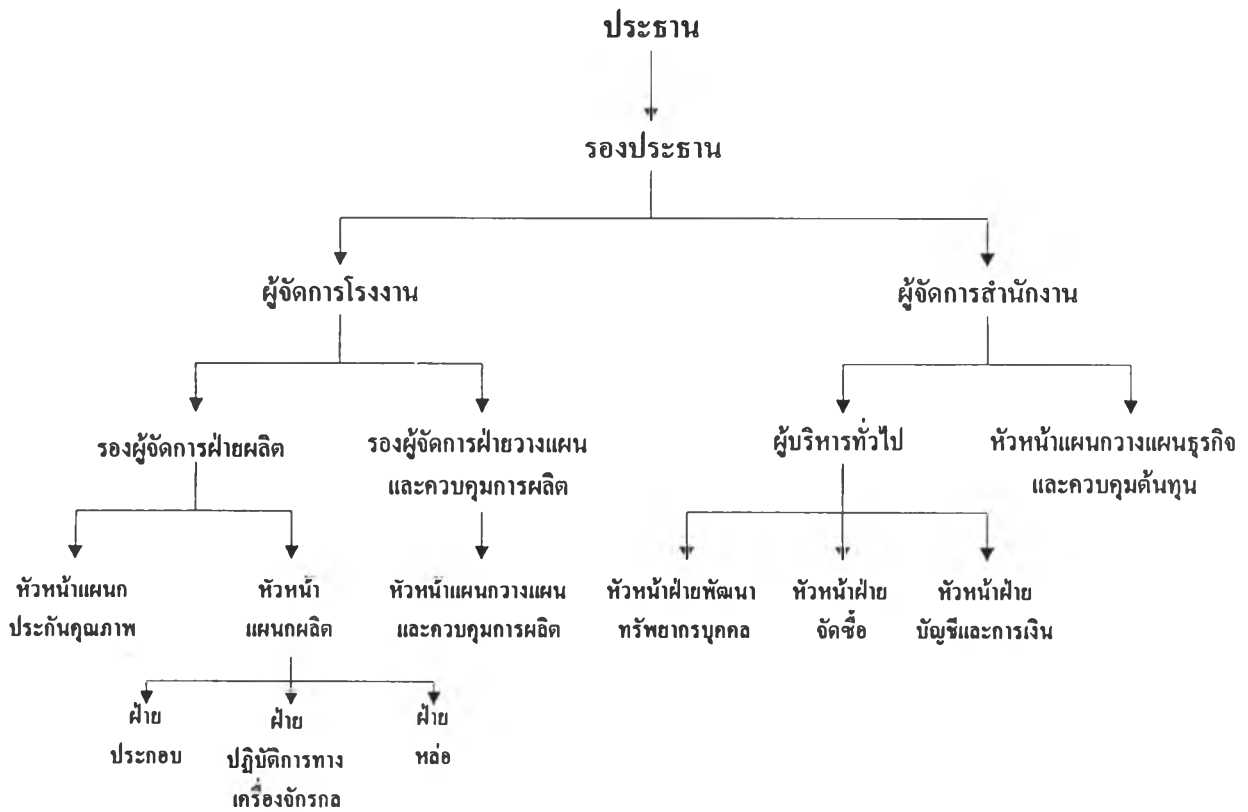 ประธาน
รองประธาน
ผู้จัดการโรงงาน
ผู้จัดการสำนักงาน
รองผู้จัดการฝ่ายผลิต
รองผู้จัดการฝ่ายวางแผน
และควบคุมการผลิต
ผู้บริหารทั่วไป
หัวหน้าแผนกวางแผนธุรกิจ
และควบคุมต้นทุน
หัวหน้าแผนก
ประกันคุณภาพ
หัวหน้า
แผนกผลิต
หัวหน้าแผนกวางแผน
และควบคุมการผลิต
หัวหน้าฝ่ายพัฒนา
ทรัพยากรบุคคล
หัวหน้าฝ่าย
จัดซื้อ
หัวหน้าฝ่าย
บัญชีและการเงิน
ฝ่าย
ประกอบ
ฝ่าย
ปฏิบัติการทาง
เครื่องจักรกล
ฝ่าย
หล่อ